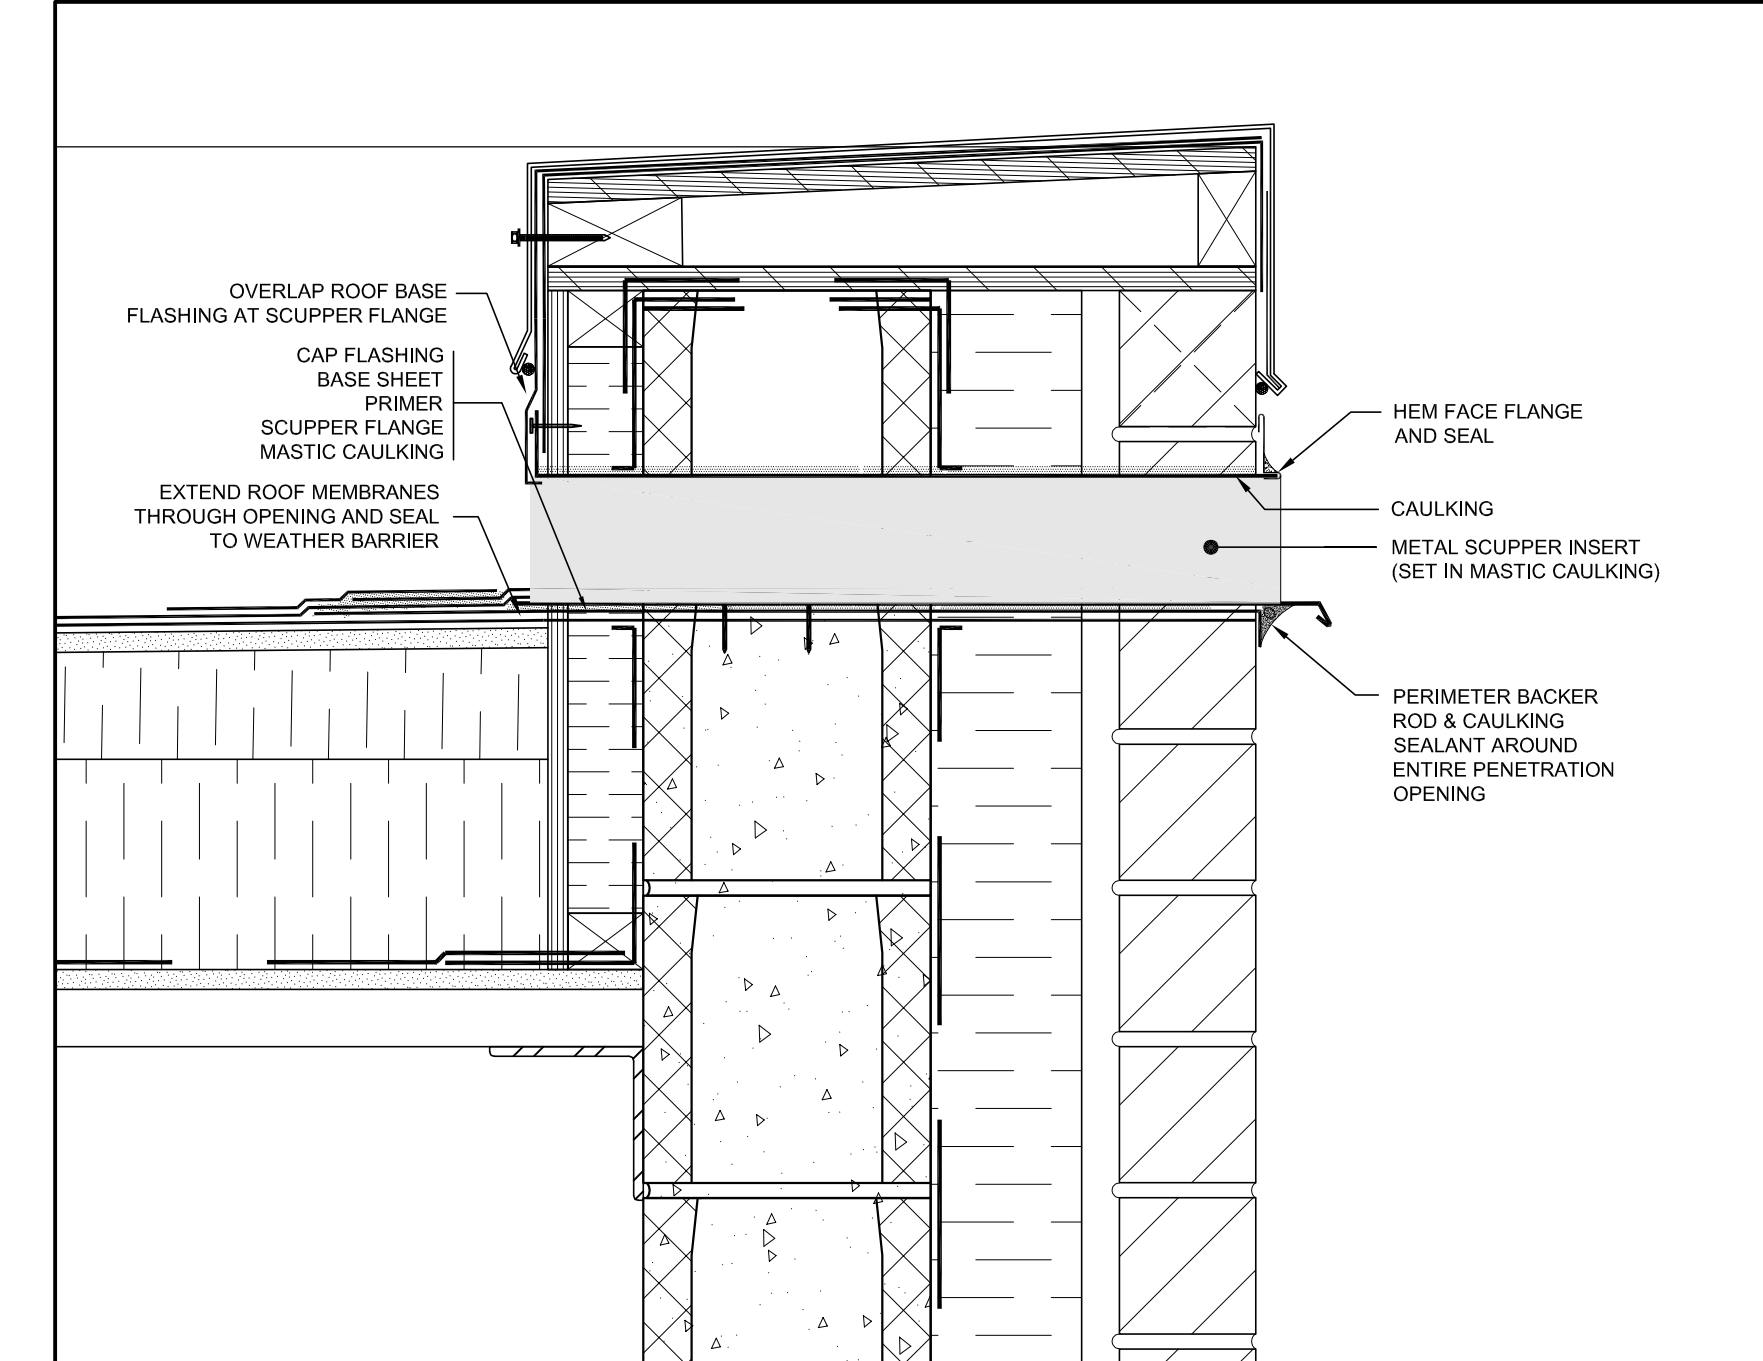 OVERLAP ROOF BASE
FLASHING AT SCUPPER FLANGE
CAP FLASHING
BASE SHEET
PRIMER
SCUPPER FLANGE
MASTIC CAULKING
EXTEND ROOF MEMBRANES
THROUGH OPENING AND SEAL
TO WEATHER BARRIER
HEM FACE FLANGE
AND SEAL
CAULKING
METAL SCUPPER INSERT
(SET IN MASTIC CAULKING)
PERIMETER BACKER
ROD & CAULKING
SEALANT AROUND
ENTIRE PENETRATION
OPENING